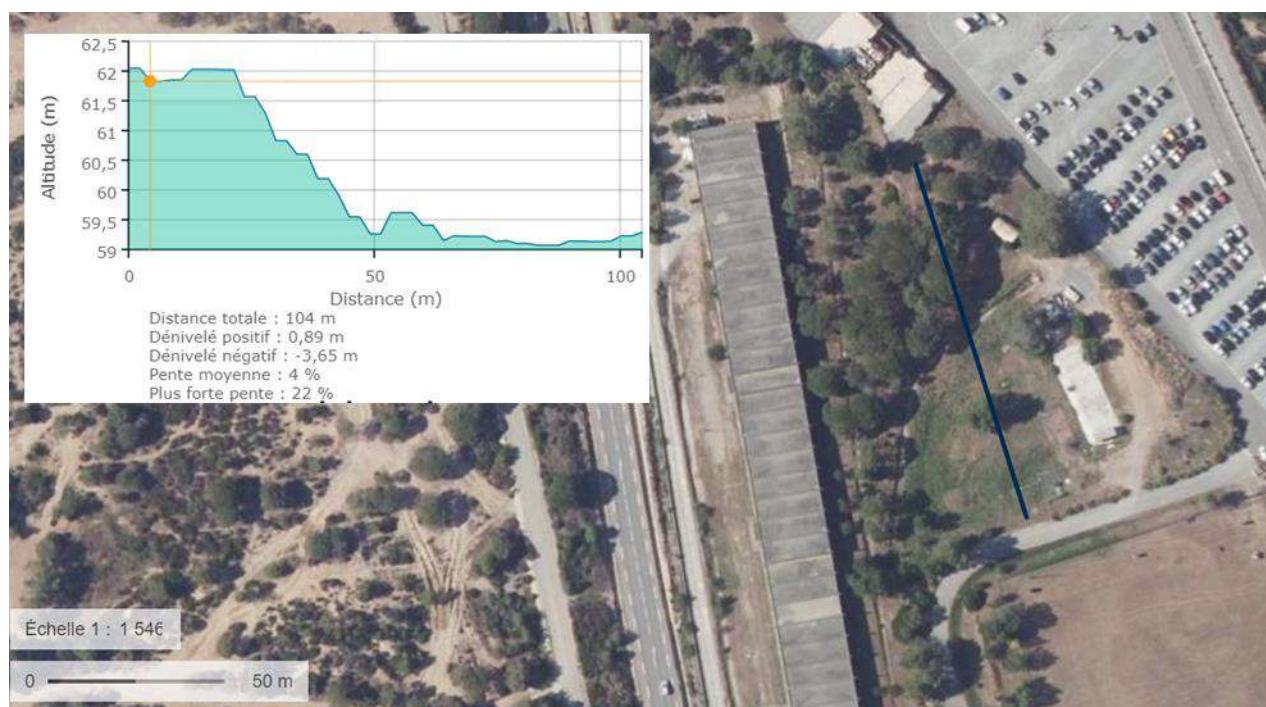 62,5
62
61,5
61
60,5
60
59,5
59
Altitude (m)
0
50
100
Distance (m)
Distance totale : 104 m
Dénivelé positif : 0,89 m
Dénivelé négatif : -3,65 m
Pente moyenne : 4 %
Plus forte pente : 22 %
Échelle 1 : 1 546
0
50 m